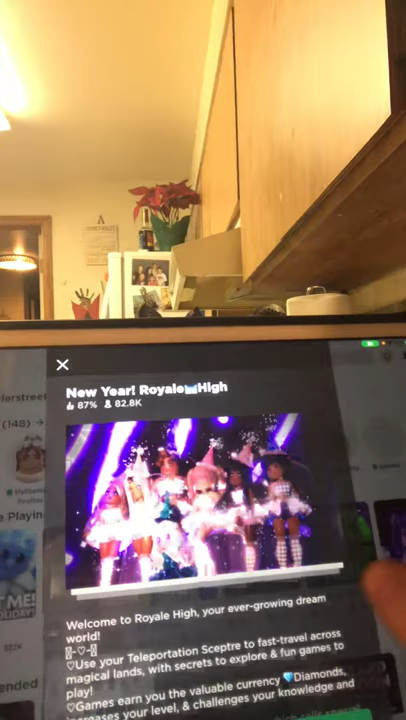 New Year! Royale High
87% 82.8K
(148) →
e Playin
ME!
122K
ended
Welcome to Royale High, your ever-growing dream
world!
♡Use your Teleportation Sceptre to fast-travel across
magical lands, with secrets to explore & fun games to
play!
♡Games earn you the valuable currency 💎Diamonds,
increases your level, & challenges your knowledge and